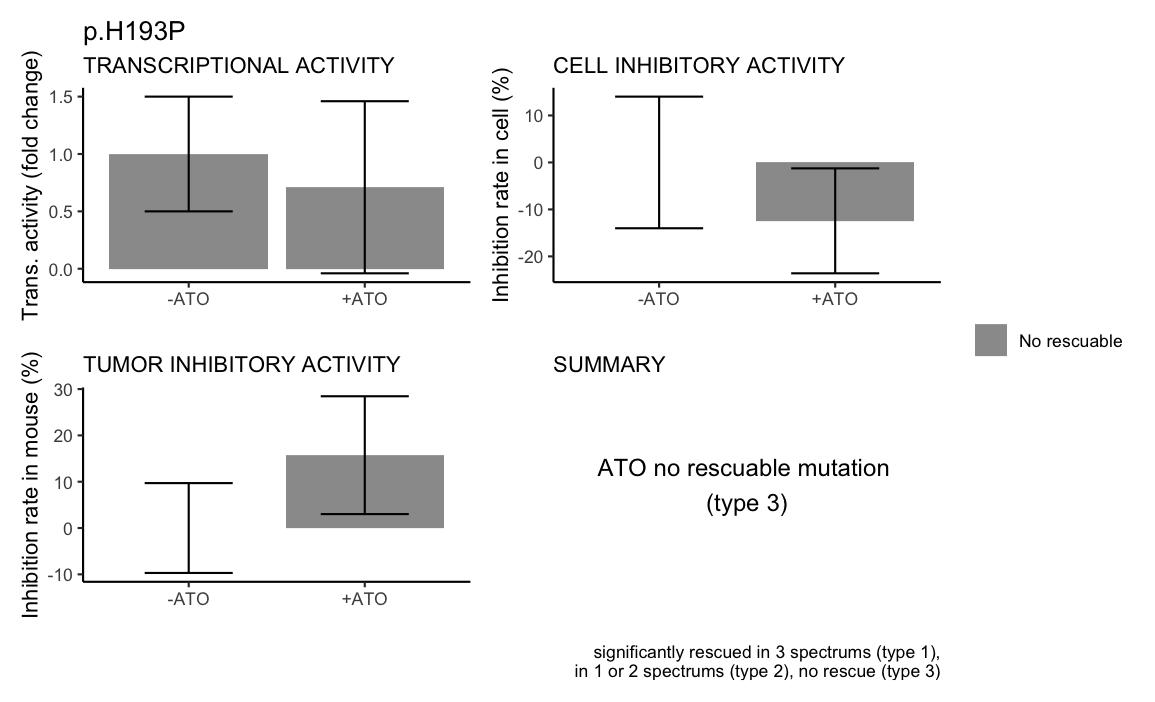 p.H193P
TRANSCRIPTIONAL ACTIVITY
Trans. activity (fold change)
1.5
1.0
0.5
0.0
-ATO
+ATO
CELL INHIBITORY ACTIVITY
Inhibition rate in cell (%)
10
0
-10
-20
-ATO
+ATO
No rescuable
TUMOR INHIBITORY ACTIVITY
Inhibition rate in mouse (%)
30
20
10
0
-10
-ATO
+ATO
SUMMARY
ATO no rescuable mutation
(type 3)
significantly rescued in 3 spectrums (type 1),
in 1 or 2 spectrums (type 2), no rescue (type 3)